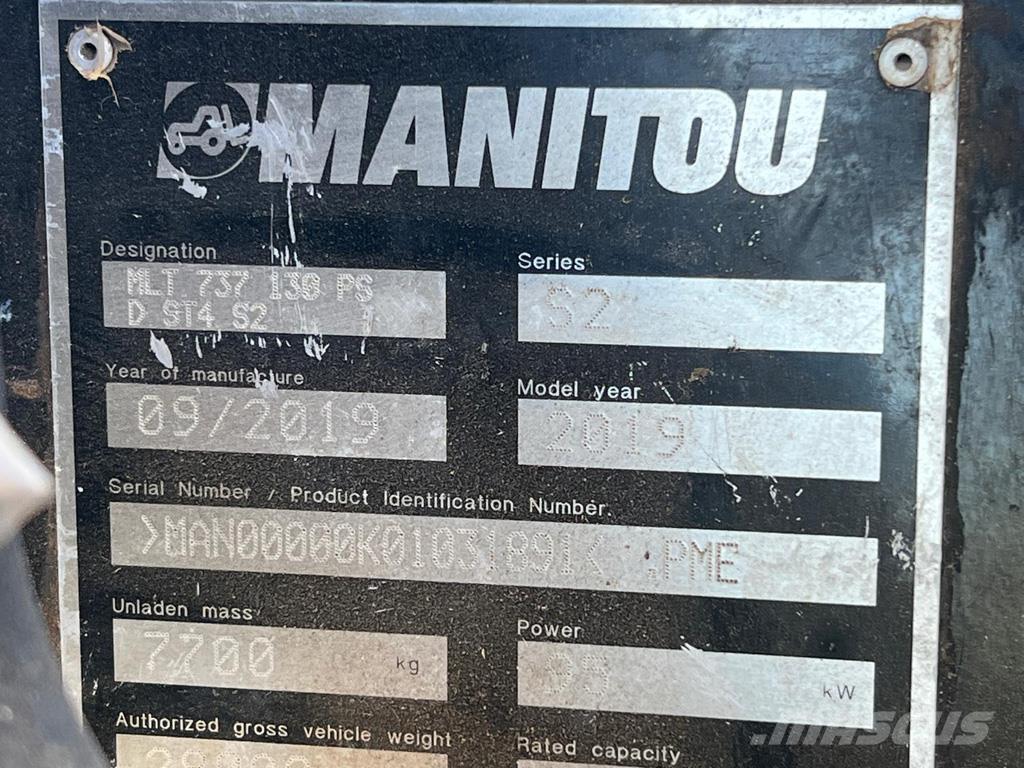 MANITOU
Designation
MLT 737 130 PS
D ST4 S2
Series
S2
Year of manufacture
09/2019
Model year
2019
Serial Number / Product Identification Number.
>MAN00000K01031891< .PME
Unladen mass
7700 kg
Power
95 kW
Authorized gross vehicle weight
Rated capacity
.MASCUS